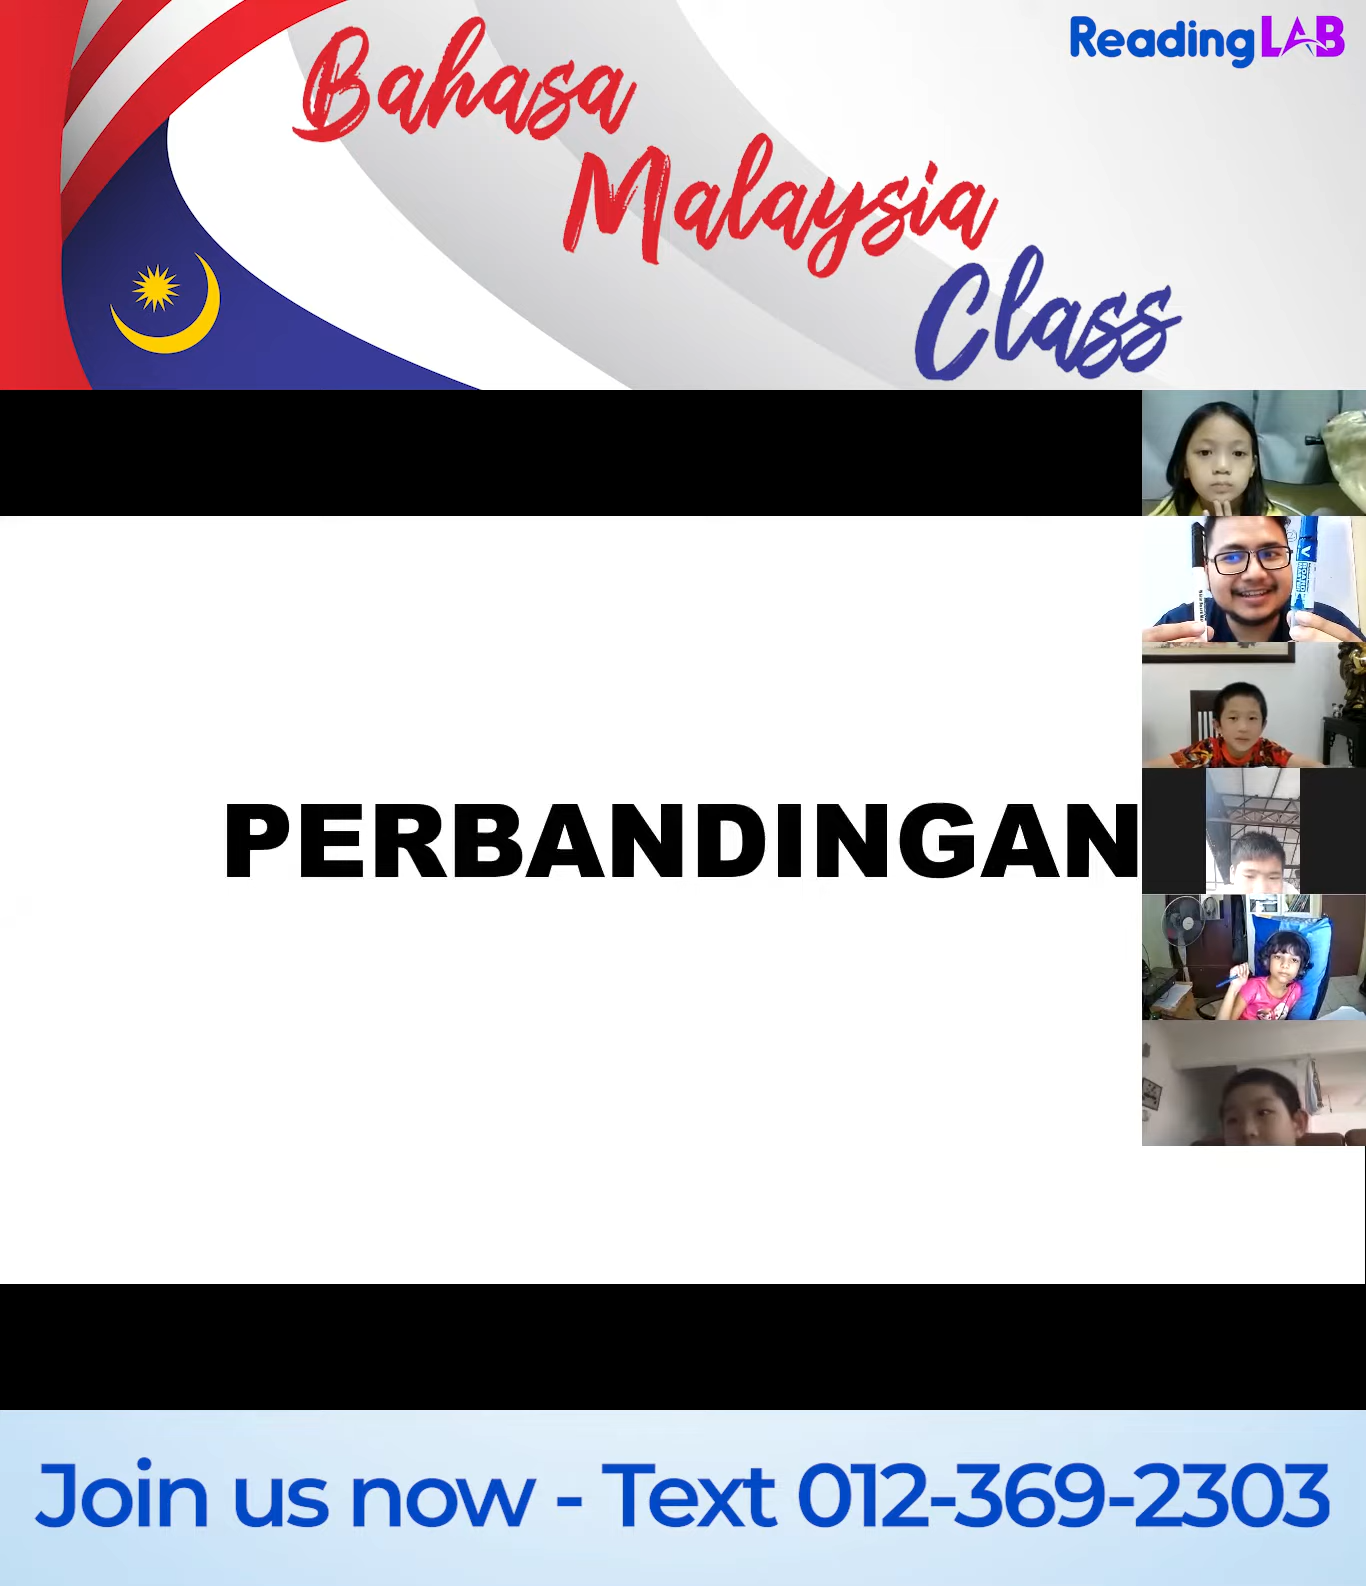 ReadingLAB
Bahasa
Malaysia
Class
PERBANDINGAN
Join us now - Text 012-369-2303